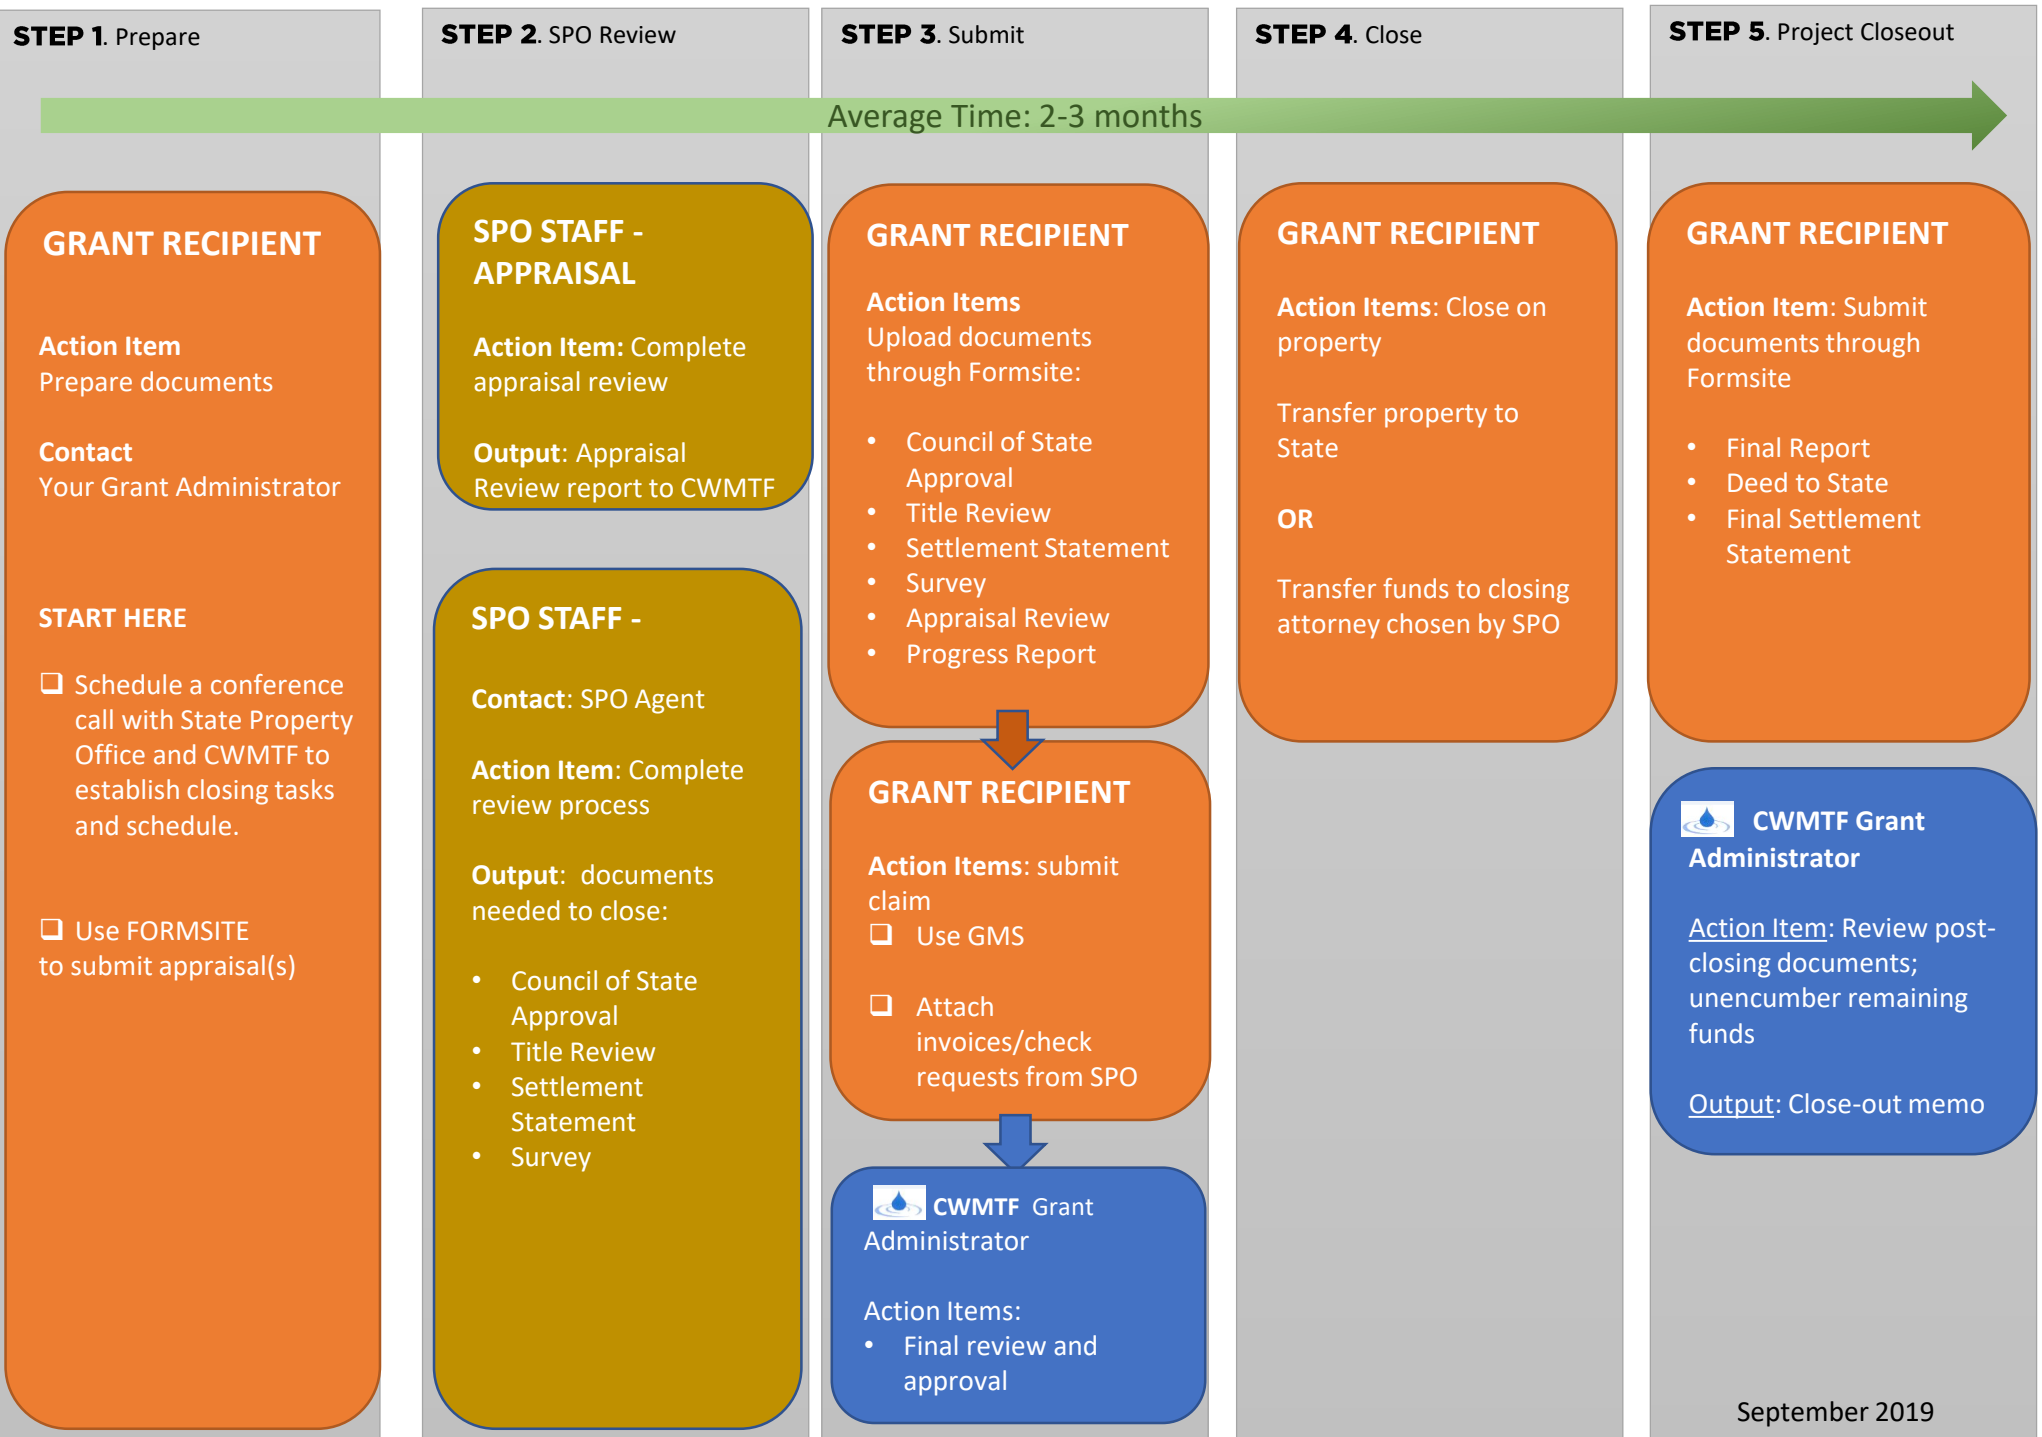 STEP 1. Prepare
STEP 2. SPO Review
STEP 3. Submit
STEP 4. Close
STEP 5. Project Closeout
Average Time: 2-3 months
GRANT RECIPIENT
Action Item
Prepare documents
Contact
Your Grant Administrator
START HERE
❑ Schedule a conference
call with State Property
Office and CWMTF to
establish closing tasks
and schedule.
❑ Use FORMSITE
to submit appraisal(s)
SPO STAFF -
APPRAISAL
Action Item: Complete
appraisal review
Output: Appraisal
Review report to CWMTF
SPO STAFF -
Contact: SPO Agent
Action Item: Complete
review process
Output: documents
needed to close:
• Council of State
Approval
• Title Review
• Settlement
Statement
• Survey
GRANT RECIPIENT
Action Items
Upload documents
through Formsite:
• Council of State
Approval
• Title Review
• Settlement Statement
• Survey
• Appraisal Review
• Progress Report
GRANT RECIPIENT
Action Items: submit
claim
❑ Use GMS
❑ Attach
invoices/check
requests from SPO
CWMTF Grant
Administrator
Action Items:
• Final review and
approval
GRANT RECIPIENT
Action Items: Close on
property
Transfer property to
State
OR
Transfer funds to closing
attorney chosen by SPO
GRANT RECIPIENT
Action Item: Submit
documents through
Formsite
• Final Report
• Deed to State
• Final Settlement
Statement
CWMTF Grant
Administrator
Action Item: Review post-
closing documents;
unencumber remaining
funds
Output: Close-out memo
September 2019